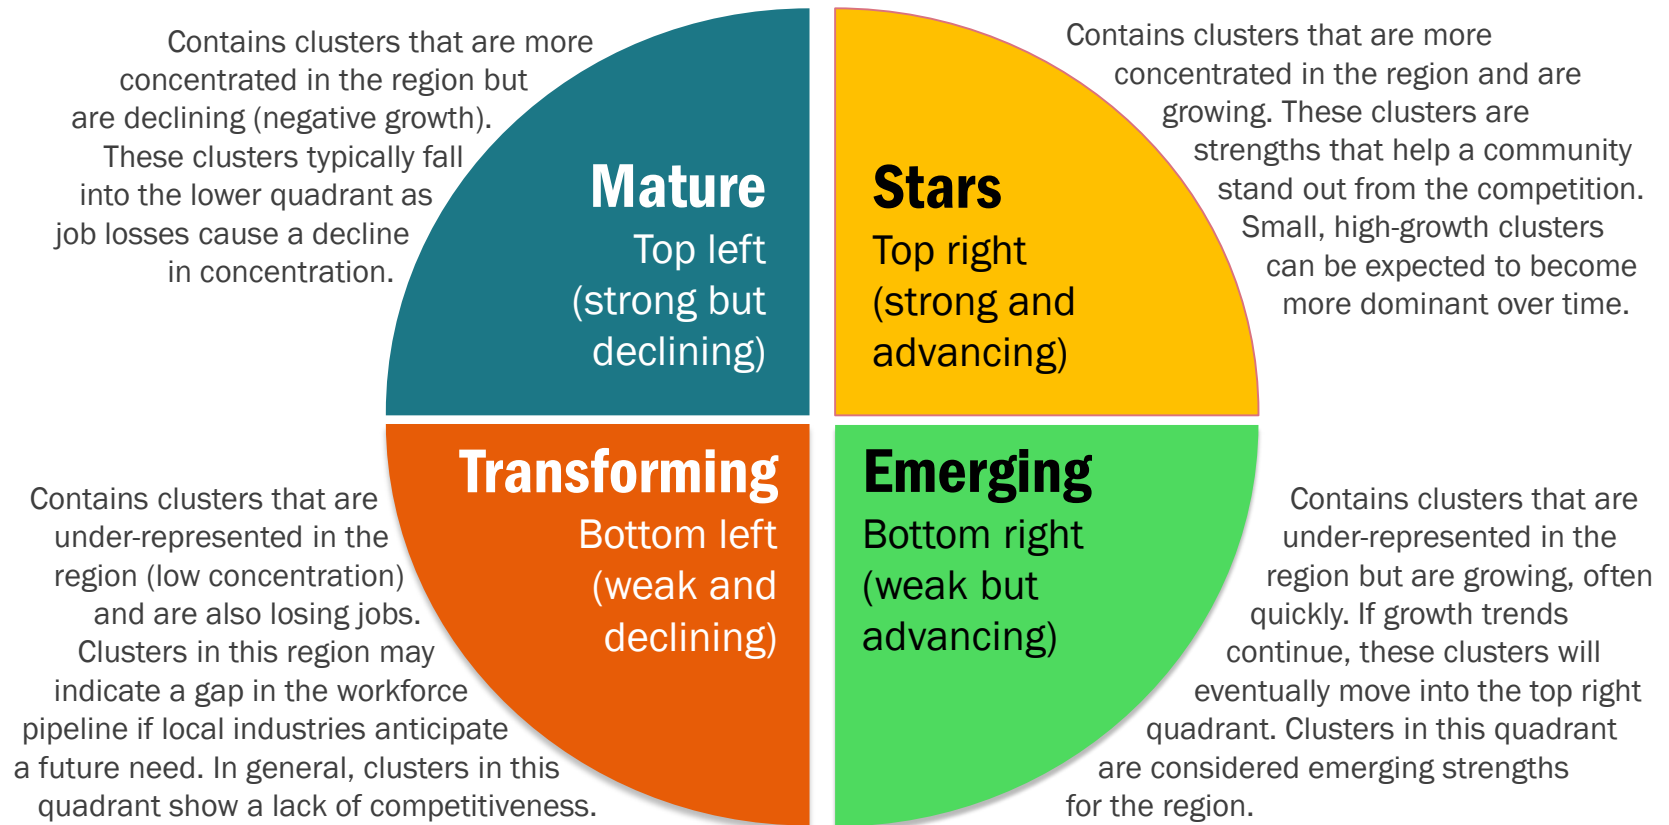 Contains clusters that are more
concentrated in the region but
are declining (negative growth).
These clusters typically fall
into the lower quadrant as
job losses cause a decline
in concentration.
Mature
Top left
(strong but
declining)
Stars
Top right
(strong and
advancing)
Contains clusters that are more
concentrated in the region and are
growing. These clusters are
strengths that help a community
stand out from the competition.
Small, high-growth clusters
can be expected to become
more dominant over time.
Contains clusters that are
under-represented in the
region (low concentration)
and are also losing jobs.
Clusters in this region may
indicate a gap in the workforce
pipeline if local industries anticipate
a future need. In general, clusters in this
quadrant show a lack of competitiveness.
Transforming
Bottom left
(weak and
declining)
Emerging
Bottom right
(weak but
advancing)
Contains clusters that are
under-represented in the
region but are growing, often
quickly. If growth trends
continue, these clusters will
eventually move into the top right
quadrant. Clusters in this quadrant
are considered emerging strengths
for the region.